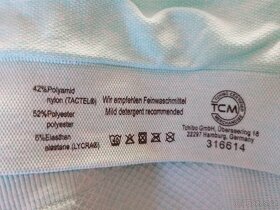 42%Polyamid
nylon (TACTEL®)
52%Polyester
polyester
6%Elasthan
elastane (LYCRA®)
Wir empfehlen Feinwaschmittel
Mild detergent recommended
TCM
Tchibo GmbH, Überseering 18
22297 Hamburg, Germany
316614